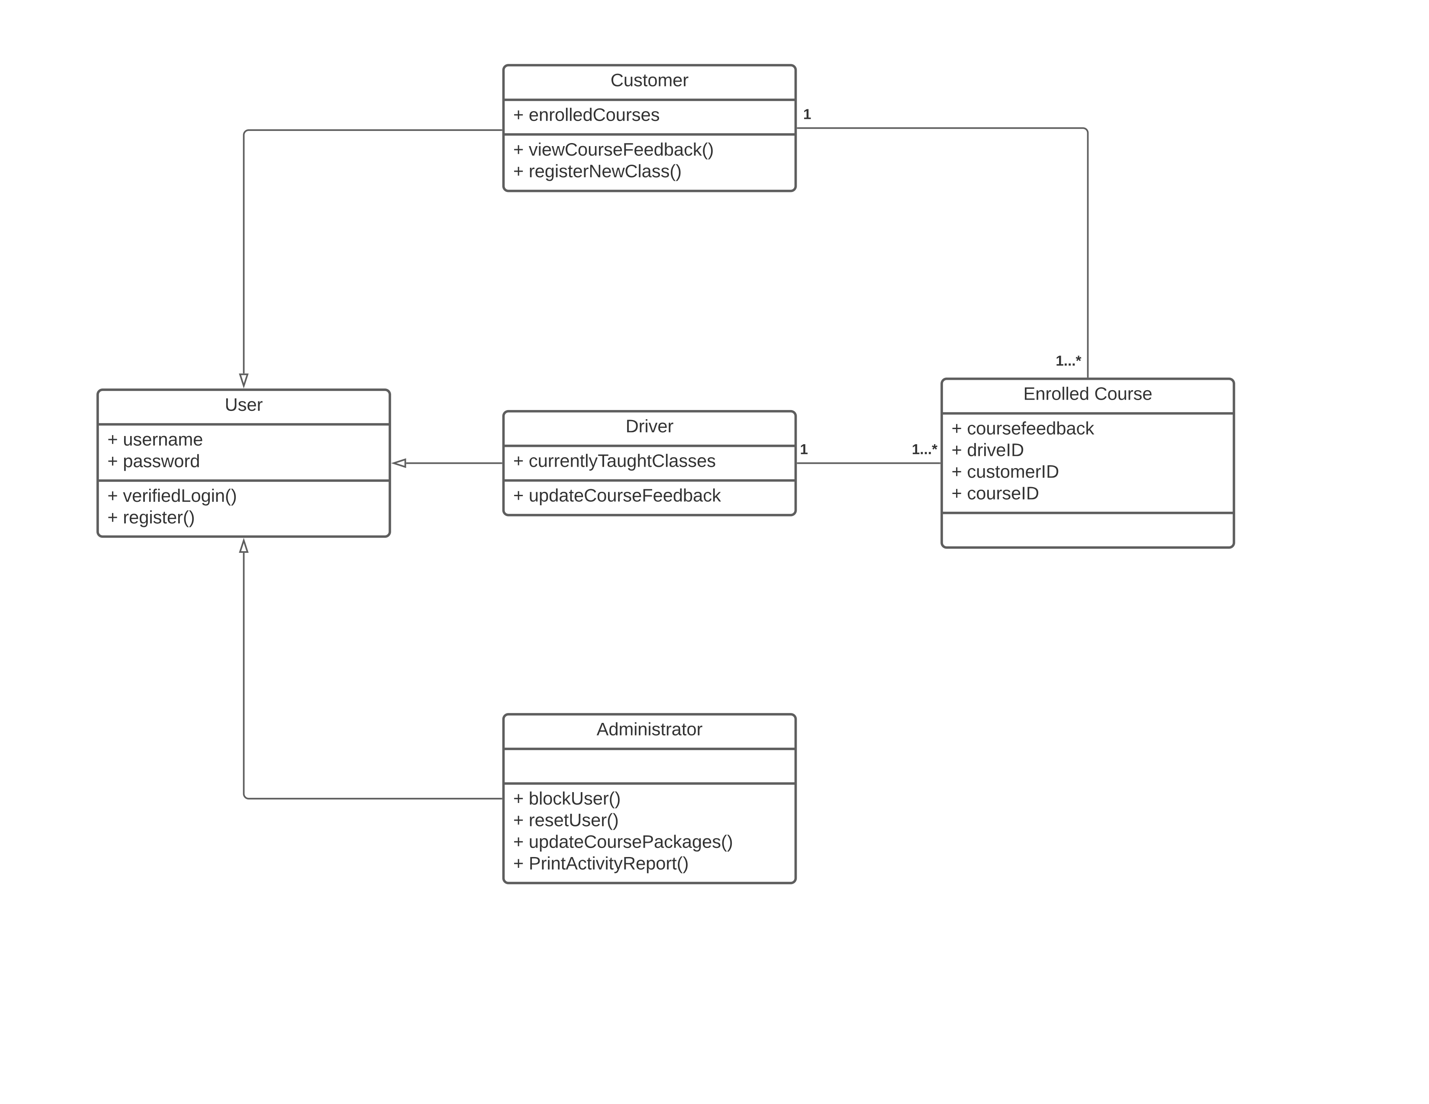 Customer
+ enrolledCourses
+ viewCourseFeedback()
+ registerNewClass()
1
1...*
User
+ username
+ password
+ verifiedLogin()
+ register()
Driver
+ currentlyTaughtClasses
+ updateCourseFeedback
1
1...*
Enrolled Course
+ coursefeedback
+ driveID
+ customerID
+ courseID
Administrator
+ blockUser()
+ resetUser()
+ updateCoursePackages()
+ PrintActivityReport()